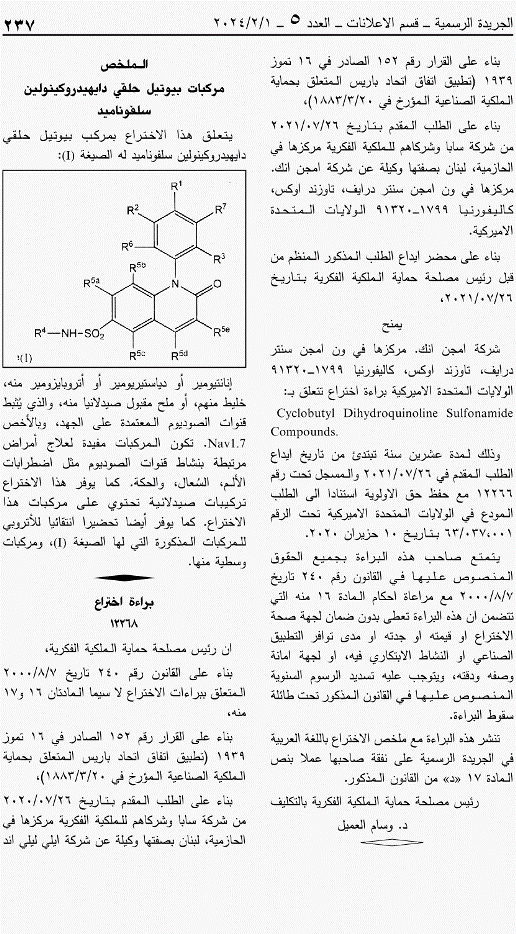 الجريدة الرسمية – قسم الاعلانات – العدد ٥ – ٢٠٢٤/٢/١
٢٣٧
بناء على القرار رقم ١٥٢ الصادر في ١٦ تموز
١٩٣٩ (تطبيق اتفاق اتحاد باريس المتعلق بحماية
الملكية الصناعية المؤرخ في ١٨٨٣/٣/٢٠)،
بناء على الطلب المقدم بتاريخ ٢٠٢١/٠٧/٢٦
من شركة سابا وشركاهم للملكية الفكرية مركزها في
الحازمية، لبنان بصفتها وكيلة عن شركة امجن انك.
مركزها في ون امجن سنتر درايف، تاوزند اوكس،
كاليفورنيا ١٧٩٩–٩١٣٢٠ الولايات المتحدة
الاميركية.
بناء على محضر ايداع الطلب المذكور المنظم من
قبل رئيس مصلحة حماية الملكية الفكرية بتاريخ
٢٠٢١/٠٧/٢٦،
يمنح
شركة امجن انك. مركزها في ون امجن سنتر
درايف، تاوزند اوكس، كاليفورنيا ١٧٩٩–٩١٣٢٠
الولايات المتحدة الاميركية براءة اختراع تتعلق بـ:
Cyclobutyl Dihydroquinoline Sulfonamide
Compounds.
وذلك لمدة عشرين سنة تبتدئ من تاريخ ايداع
الطلب المقدم في ٢٠٢١/٠٧/٢٦ والمسجل تحت رقم
١٢٢٦٦ مع حفظ حق الاولوية استنادا الى الطلب
المودع في الولايات المتحدة الاميركية تحت الرقم
٦٣/٠٣٧،٠٠١ بتاريخ ١٠ حزيران ٢٠٢٠.
يتمتع صاحب هذه البراءة بجميع الحقوق
المنصوص عليها في القانون رقم ٢٤٠ تاريخ
٢٠٠٠/٨/٧ مع مراعاة احكام المادة ١٦ منه التي
تتضمن ان هذه البراءة تعطى بدون ضمان لجهة صحة
الاختراع او قيمته او جدته او مدى توافر التطبيق
الصناعي او النشاط الابتكاري فيه، او لجهة امانة
وصفه ودقته، ويتوجب عليه تسديد الرسوم السنوية
المنصوص عليها في القانون المذكور تحت طائلة
سقوط البراءة.
تنشر هذه البراءة مع ملخص الاختراع باللغة العربية
في الجريدة الرسمية على نفقة صاحبها عملا بنص
المادة ١٧ «د» من القانون المذكور.
رئيس مصلحة حماية الملكية الفكرية بالتكليف
د. وسام العميل
الملخص
مركبات بيوتيل حلقي دايهيدروكينولين
سلفوناميد
يتعلق هذا الاختراع بمركب بيوتيل حلقي
دايهيدروكينولين سلفوناميد له الصيغة (I):
R1
R2 R7
R6 R3
R5b
R5a N O
R4 NH SO2 R5e
R5c R5d
(I)؛
إنانتيومير أو دياستيريومير أو أتروبايزومير منه،
خليط منهم، أو ملح مقبول صيدلانيا منه، والذي يُثبط
قنوات الصوديوم المعتمدة على الجهد، وبالأخص
Nav1.7. تكون المركبات مفيدة لعلاج أمراض
مرتبطة بنشاط قنوات الصوديوم مثل اضطرابات
الألم، السُعال، والحكة. كما يوفر هذا الاختراع
تركيبات صيدلانية تحتوي على مركبات هذا
الاختراع. كما يوفر أيضا تحضيرا انتقائيا للأتروبي
للمركبات المذكورة التي لها الصيغة (I)، ومركبات
وسطية منها.
براءة اختراع
١٢٢٦٨
ان رئيس مصلحة حماية الملكية الفكرية،
بناء على القانون رقم ٢٤٠ تاريخ ٢٠٠٠/٨/٧
المتعلق ببراءات الاختراع لا سيما المادتان ١٦ و١٧
منه،
بناء على القرار رقم ١٥٢ الصادر في ١٦ تموز
١٩٣٩ (تطبيق اتفاق اتحاد باريس المتعلق بحماية
الملكية الصناعية المؤرخ في ١٨٨٣/٣/٢٠)،
بناء على الطلب المقدم بتاريخ ٢٠٢٠/٠٧/٢٦
من شركة سابا وشركاهم للملكية الفكرية مركزها في
الحازمية، لبنان بصفتها وكيلة عن شركة ايلي ليلي اند